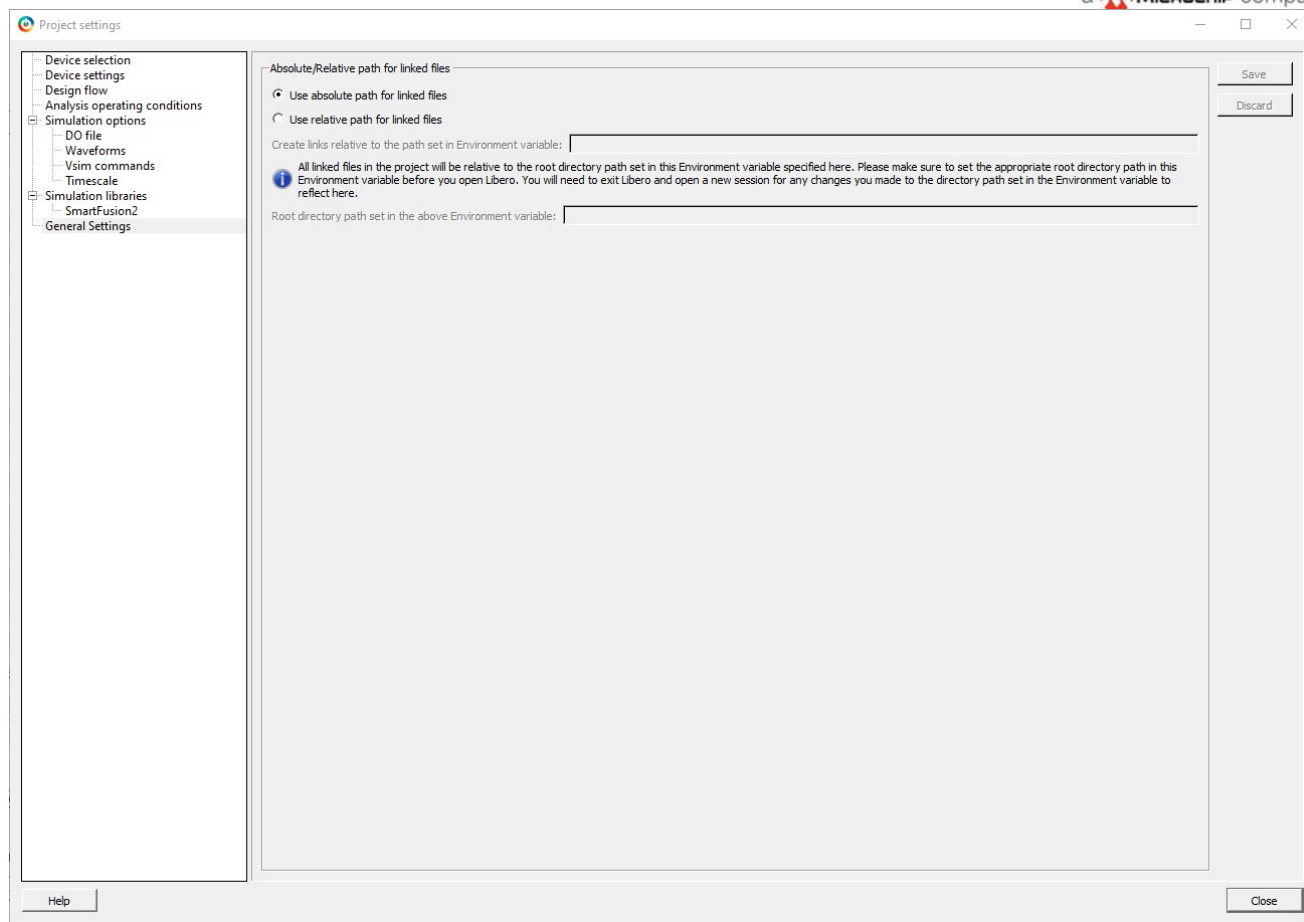 a MICROCHIP compa
Project settings
Device selection
Device settings
Design flow
Analysis operating conditions
Simulation options
DO file
Waveforms
Vsim commands
Timescale
Simulation libraries
SmartFusion2
General Settings
Absolute/Relative path for linked files
Use absolute path for linked files
Use relative path for linked files
Create links relative to the path set in Environment variable:
All linked files in the project will be relative to the root directory path set in this Environment variable specified here. Please make sure to set the appropriate root directory path in this
Environment variable before you open Libero. You will need to exit Libero and open a new session for any changes you made to the directory path set in the Environment variable to
reflect here.
Root directory path set in the above Environment variable:
Save
Discard
Help
Close